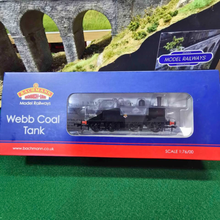 BACHMANN
Model Railways
MODEL RAILWAYS
Webb Coal
Tank
www.bachmann.co.uk
SCALE 1:76/00